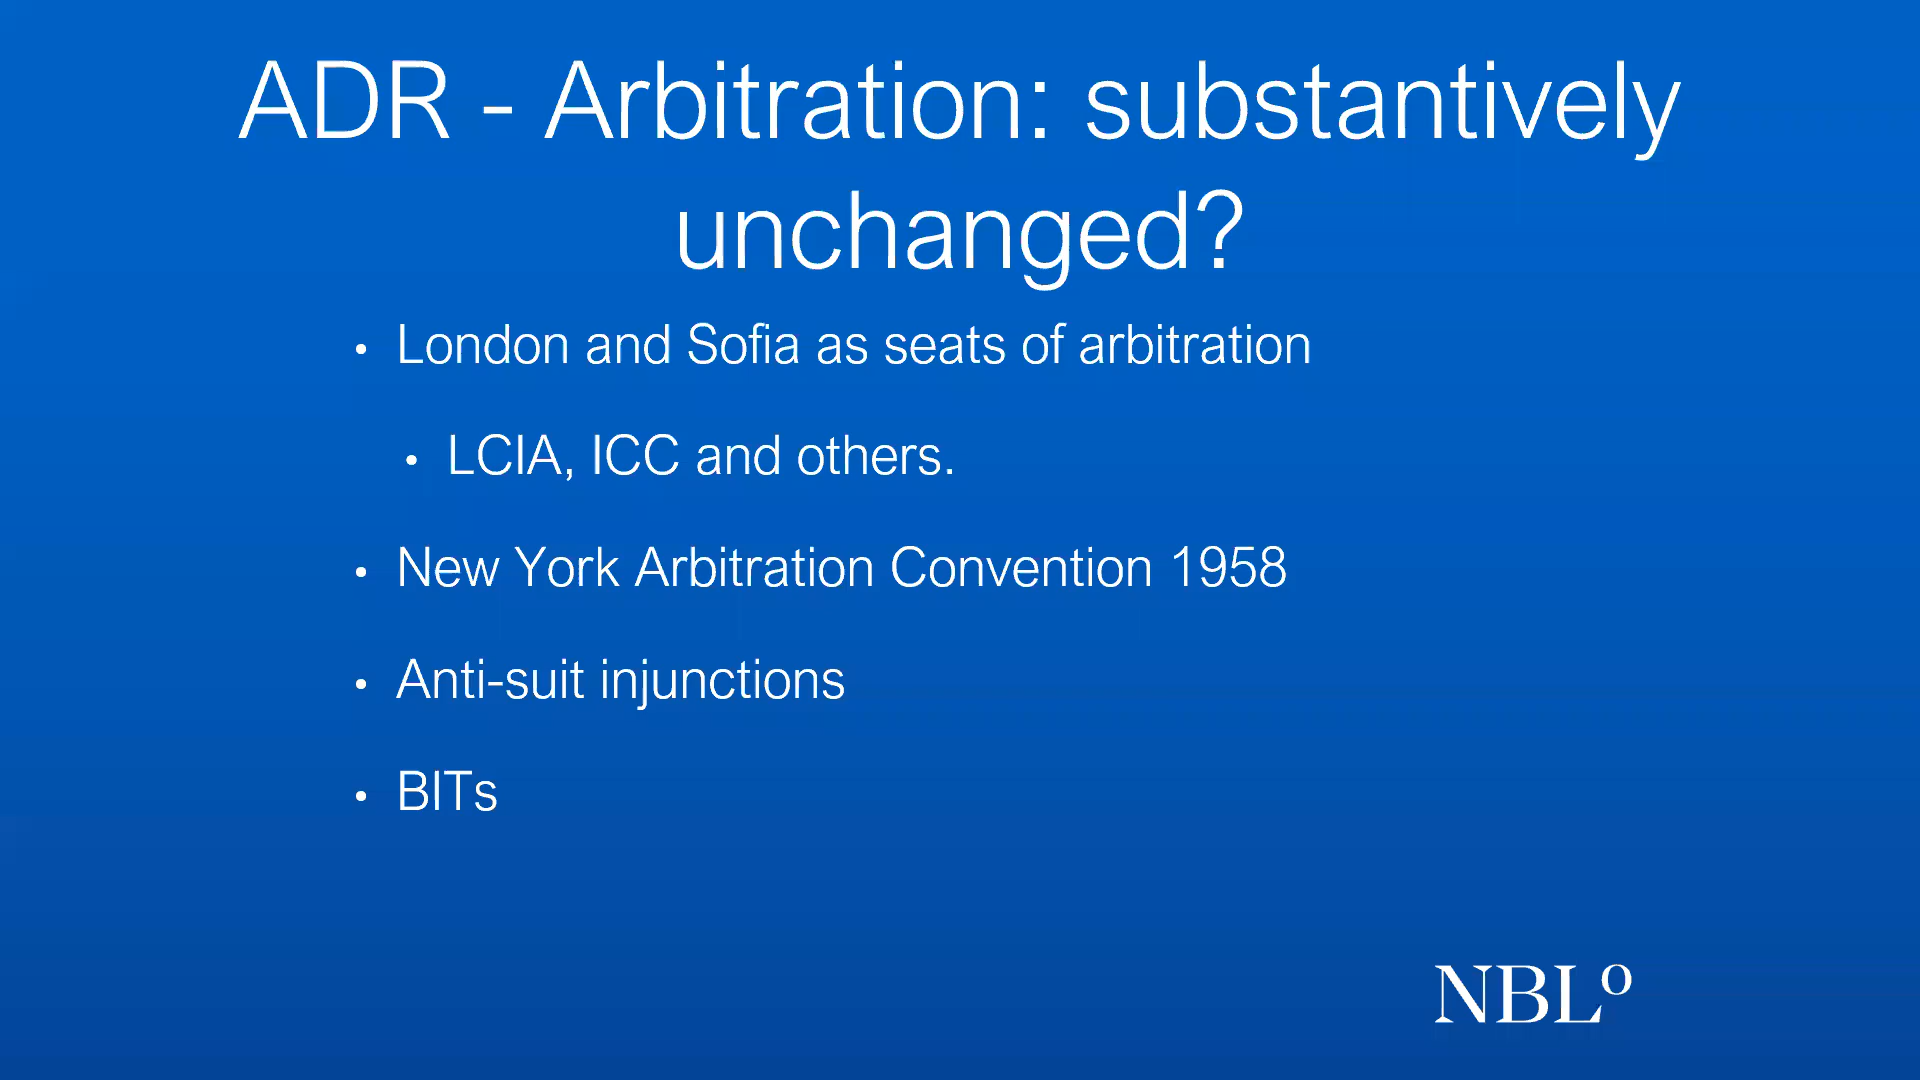 ADR - Arbitration: substantively
unchanged?
• London and Sofia as seats of arbitration
• LCIA, ICC and others.
• New York Arbitration Convention 1958
• Anti-suit injunctions
• BITs
NBLº